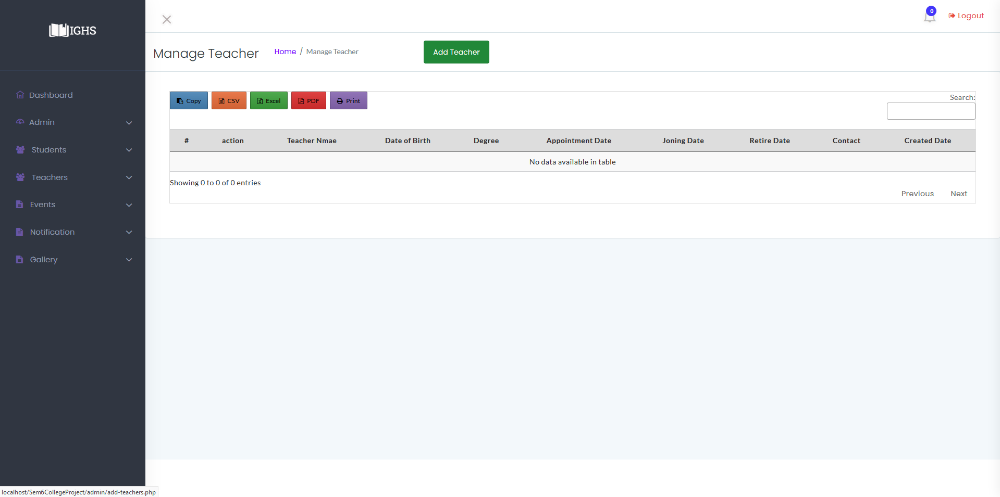 IGHS
0
Logout
Manage Teacher
Home / Manage Teacher
Add Teacher
Dashboard
Admin
Students
Teachers
Events
Notification
Gallery
Copy CSV Excel PDF Print
Search:
# action Teacher Nmae Date of Birth Degree Appointment Date Joning Date Retire Date Contact Created Date
No data available in table
Showing 0 to 0 of 0 entries
Previous Next
localhost/Sem6CollegeProject/admin/add-teachers.php